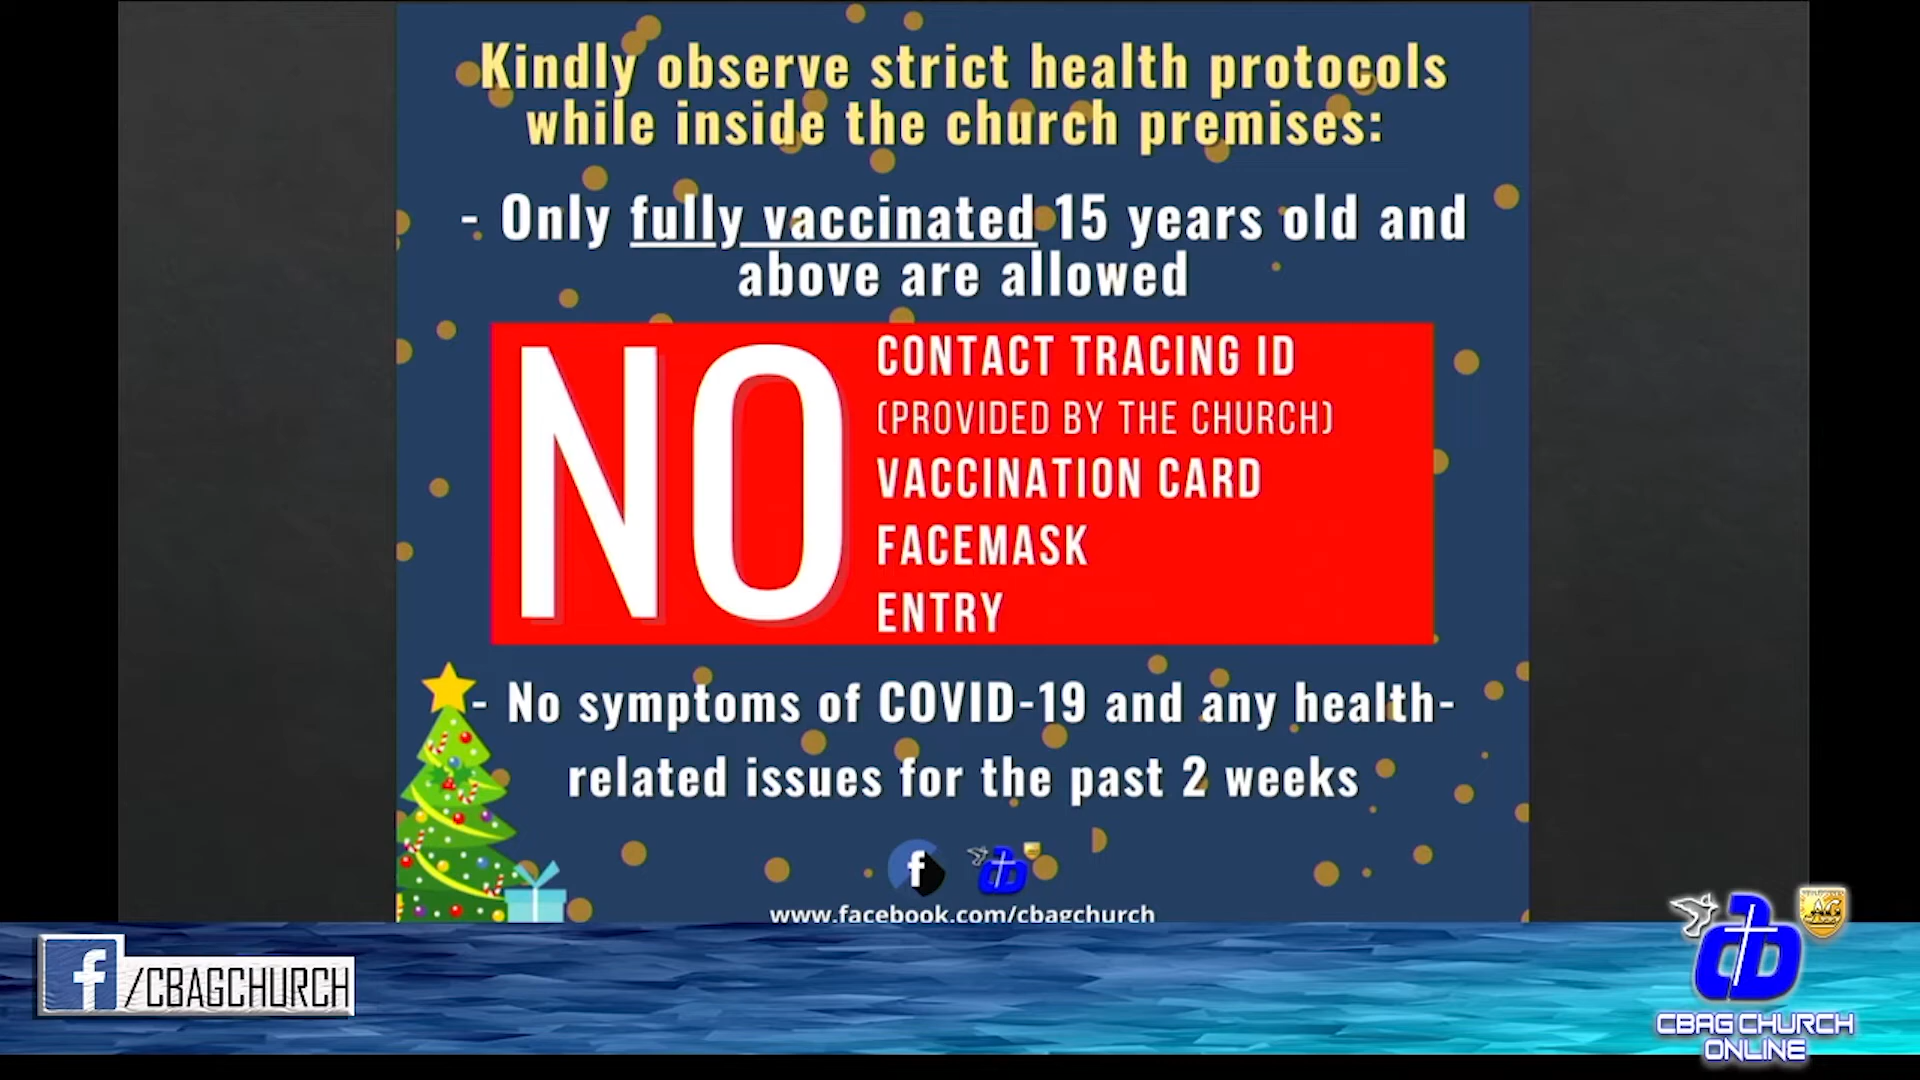 Kindly observe strict health protocols
while inside the church premises:
- Only fully vaccinated 15 years old and
above are allowed
NO
CONTACT TRACING ID
(PROVIDED BY THE CHURCH)
VACCINATION CARD
FACEMASK
ENTRY
- No symptoms of COVID-19 and any health-
related issues for the past 2 weeks
www.facebook.com/cbagchurch
f/CBAGCHURCH
CBAG CHURCH
ONLINE